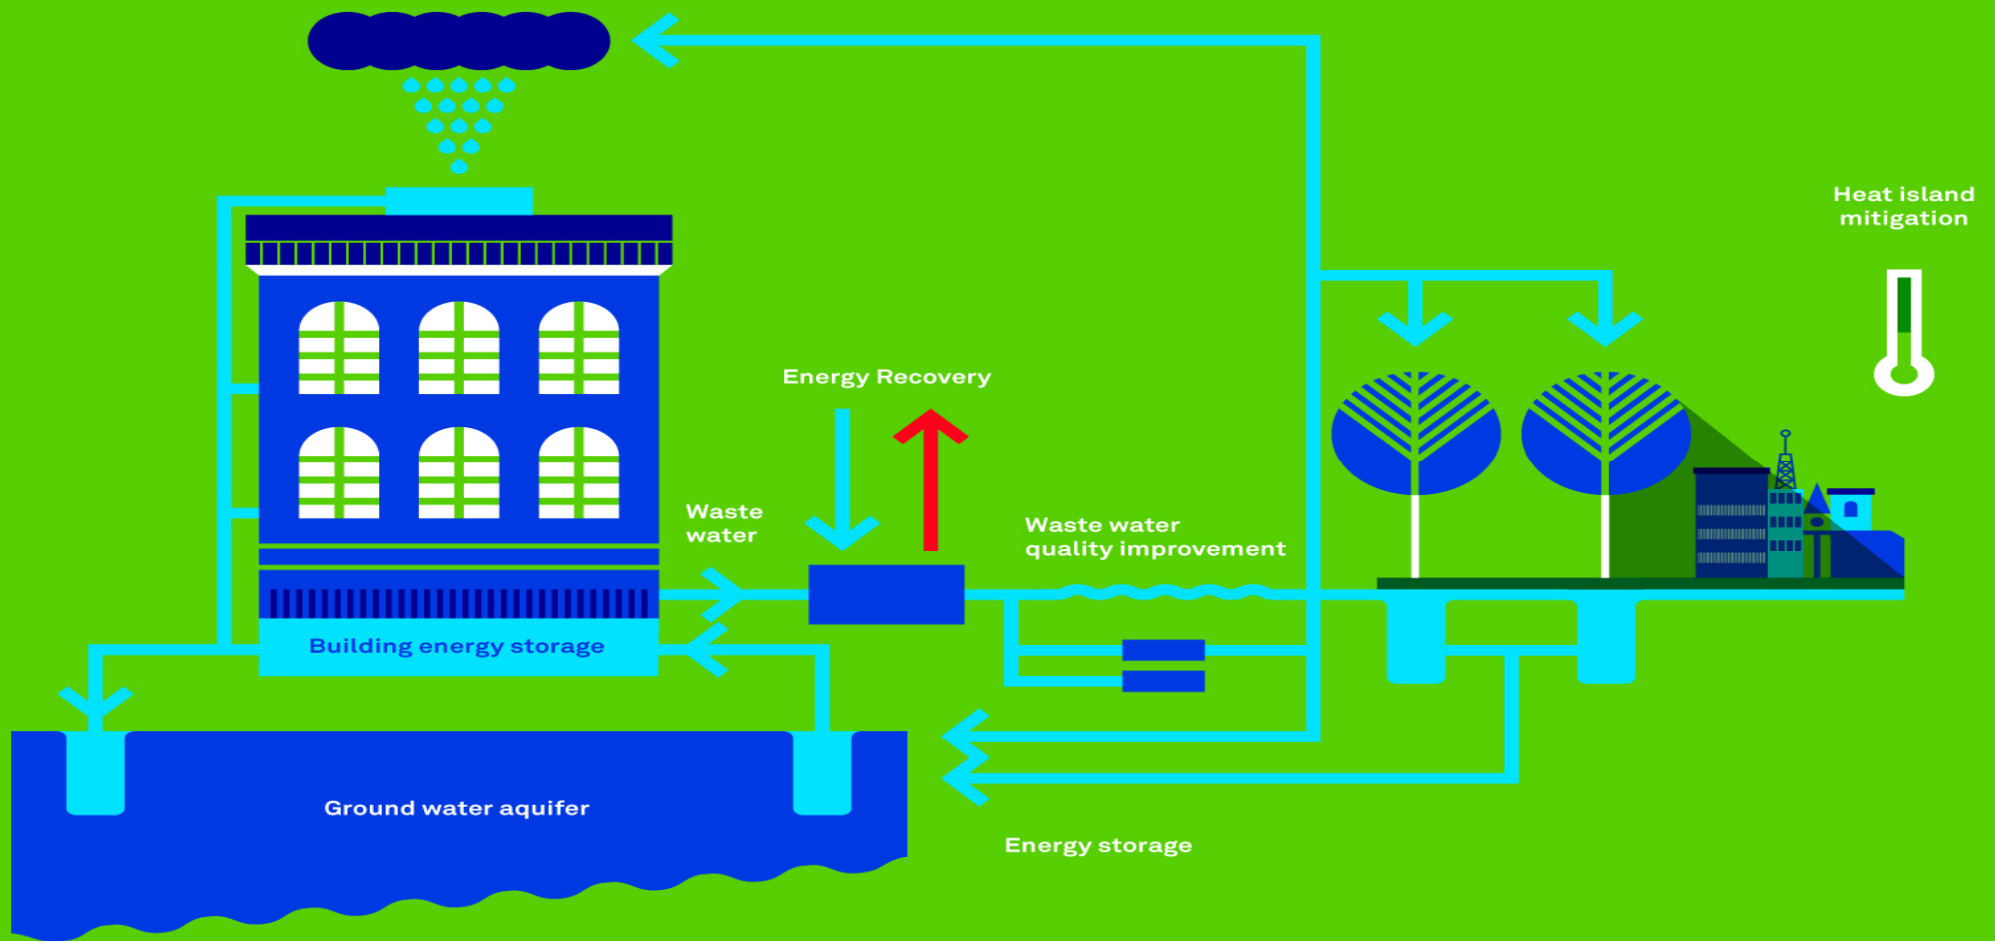 Heat island
mitigation
Energy Recovery
Waste
water
Waste water
quality improvement
Building energy storage
Ground water aquifer
Energy storage